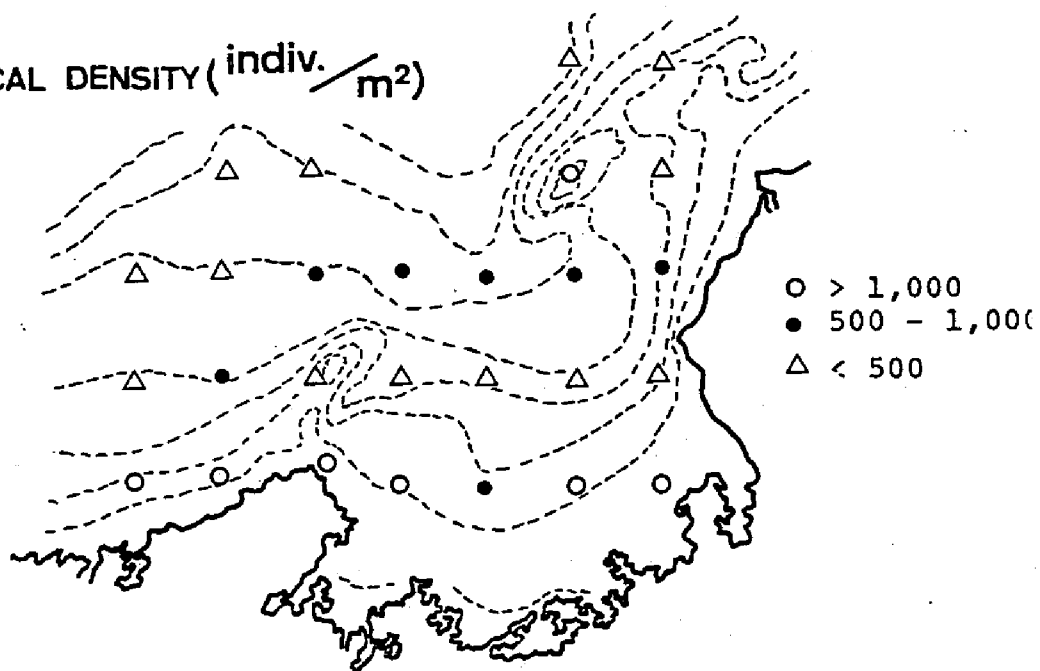 CAL DENSITY (indiv./m²)
○ > 1,000
● 500 - 1,00
△ < 500